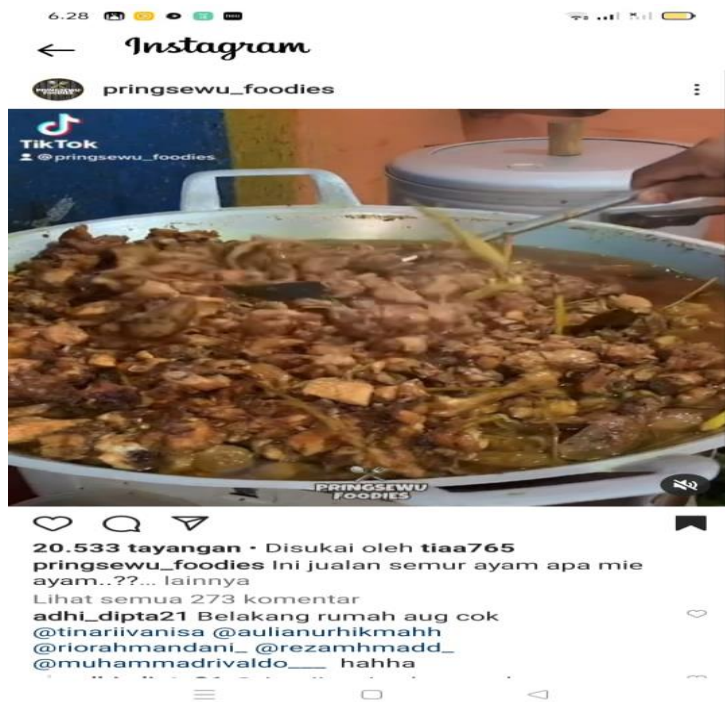 6.28
Instagram
pringsewu_foodies
TikTok
@pringsewu_foodies
PRINGSEWU
FOODIES
20.533 tayangan • Disukai oleh tiaa765
pringsewu_foodies Ini jualan semur ayam apa mie
ayam..??... lainnya
Lihat semua 273 komentar
adhi_dipta21 Belakang rumah aug cok
@tinariivanisa @aulianurhikmahh
@riorahmandani_ @rezamhmadd_
@muhammadrivaldo___ hahha